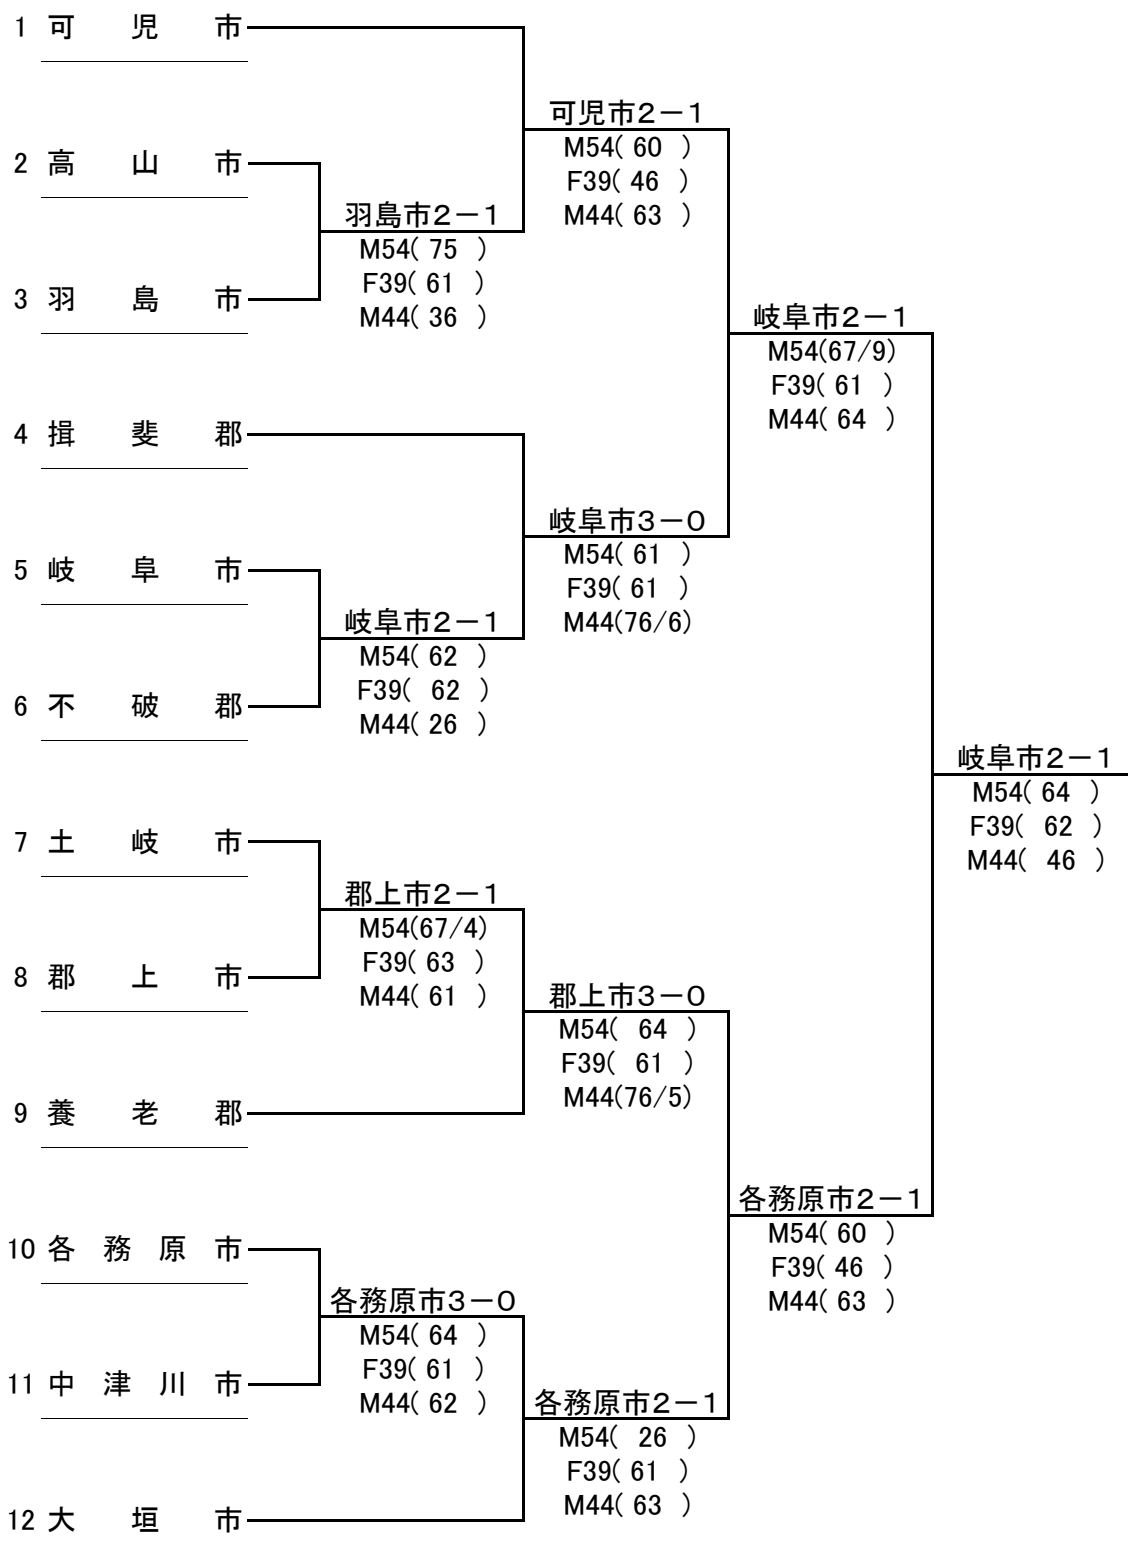 1 可児市
可児市2-1
M54( 60 )
2 高山市
F39( 46 )
羽島市2-1
M44( 63 )
M54( 75 )
F39( 61 )
3 羽島市
M44( 36 )
岐阜市2-1
M54(67/9)
F39( 61 )
M44( 64 )
4 揖斐郡
岐阜市3-0
M54( 61 )
5 岐阜市
F39( 61 )
岐阜市2-1
M44(76/6)
M54( 62 )
F39( 62 )
6 不破郡
M44( 26 )
岐阜市2-1
M54( 64 )
F39( 62 )
M44( 46 )
7 土岐市
郡上市2-1
M54(67/4)
F39( 63 )
8 郡上市
M44( 61 )
郡上市3-0
M54( 64 )
F39( 61 )
M44(76/5)
9 養老郡
各務原市2-1
M54( 60 )
10 各務原市
F39( 46 )
各務原市3-0
M44( 63 )
M54( 64 )
F39( 61 )
11 中津川市
M44( 62 )
各務原市2-1
M54( 26 )
F39( 61 )
M44( 63 )
12 大垣市